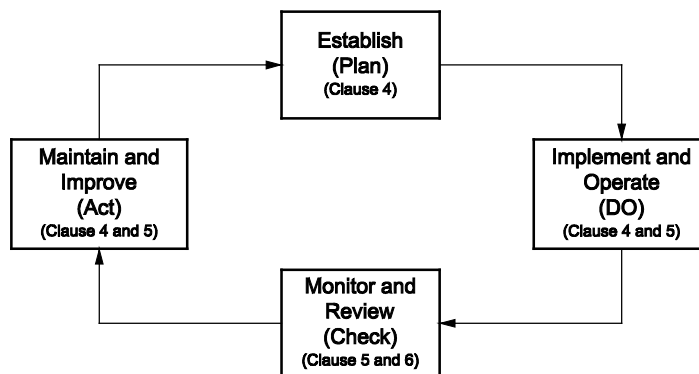 Establish
(Plan)
(Clause 4)
Maintain and
Improve
(Act)
(Clause 4 and 5)
Implement and
Operate
(DO)
(Clause 4 and 5)
Monitor and
Review
(Check)
(Clause 5 and 6)